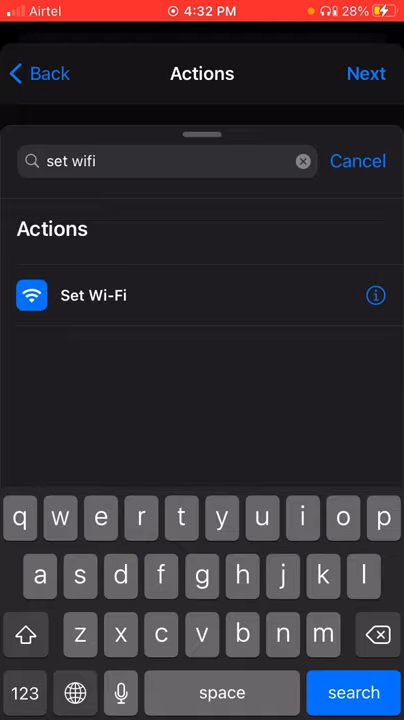 Airtel 4:32 PM 28%
Back Actions Next
set wifi Cancel
Actions
Set Wi-Fi
q w e r t y u i o p
a s d f g h j k l
z x c v b n m
123 space search